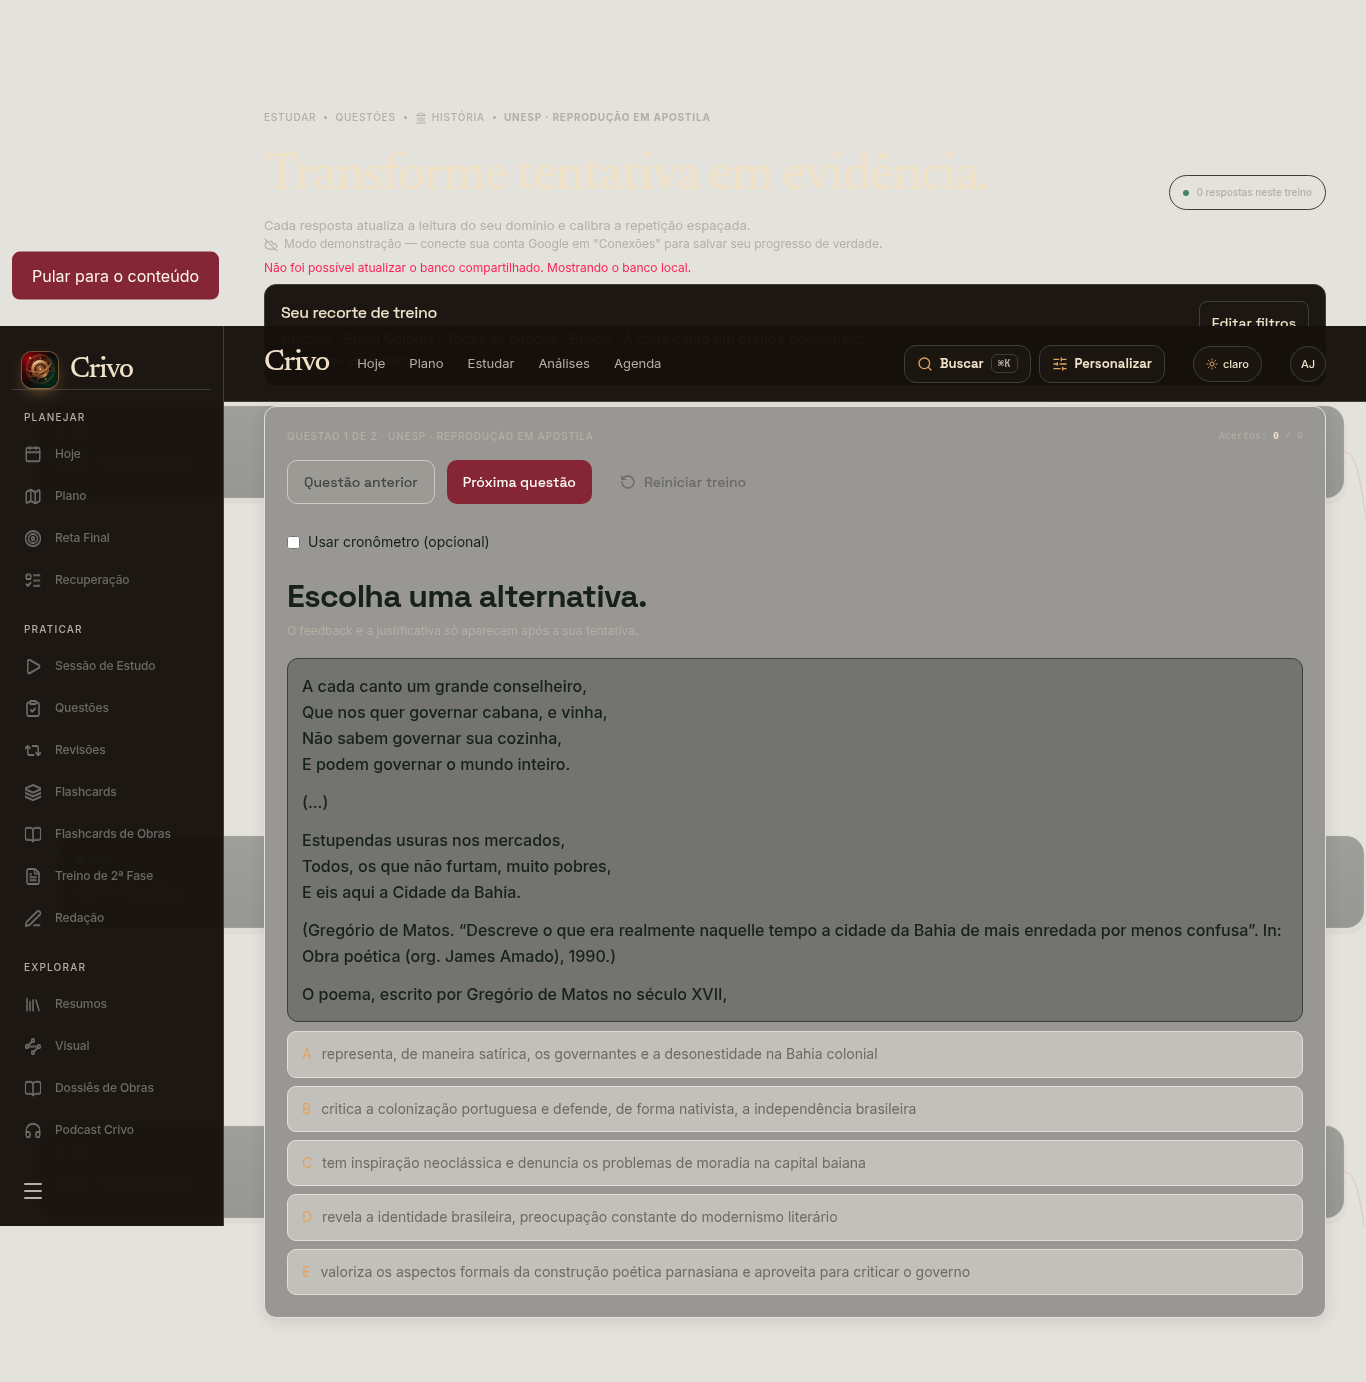 ESTUDAR • QUESTÕES • HISTÓRIA • UNESP · REPRODUÇÃO EM APOSTILA
Transforme tentativa em evidência.
0 respostas neste treino
Cada resposta atualiza a leitura do seu domínio e calibra a repetição espaçada.
Modo demonstração — conecte sua conta Google em "Conexões" para salvar seu progresso de verdade.
Não foi possível atualizar o banco compartilhado. Mostrando o banco local.
Pular para o conteúdo
Seu recorte de treino
Editar filtros
Crivo
Hoje
Plano
Estudar
Análises
Agenda
Buscar ⌘K
Personalizar
claro
AJ
Crivo
PLANEJAR
Hoje
Plano
Reta Final
Recuperação
PRATICAR
Sessão de Estudo
Questões
Revisões
Flashcards
Flashcards de Obras
Treino de 2ª Fase
Redação
EXPLORAR
Resumos
Visual
Dossiês de Obras
Podcast Crivo
QUESTÃO 1 DE 2 · UNESP · REPRODUÇÃO EM APOSTILA
Acertos: 0 / 0
Questão anterior
Próxima questão
Reiniciar treino
Usar cronômetro (opcional)
Escolha uma alternativa.
O feedback e a justificativa só aparecem após a sua tentativa.
A cada canto um grande conselheiro,
Que nos quer governar cabana, e vinha,
Não sabem governar sua cozinha,
E podem governar o mundo inteiro.
(...)
Estupendas usuras nos mercados,
Todos, os que não furtam, muito pobres,
E eis aqui a Cidade da Bahia.
(Gregório de Matos. “Descreve o que era realmente naquelle tempo a cidade da Bahia de mais enredada por menos confusa”. In:
Obra poética (org. James Amado), 1990.)
O poema, escrito por Gregório de Matos no século XVII,
A representa, de maneira satírica, os governantes e a desonestidade na Bahia colonial
B critica a colonização portuguesa e defende, de forma nativista, a independência brasileira
C tem inspiração neoclássica e denuncia os problemas de moradia na capital baiana
D revela a identidade brasileira, preocupação constante do modernismo literário
E valoriza os aspectos formais da construção poética parnasiana e aproveita para criticar o governo